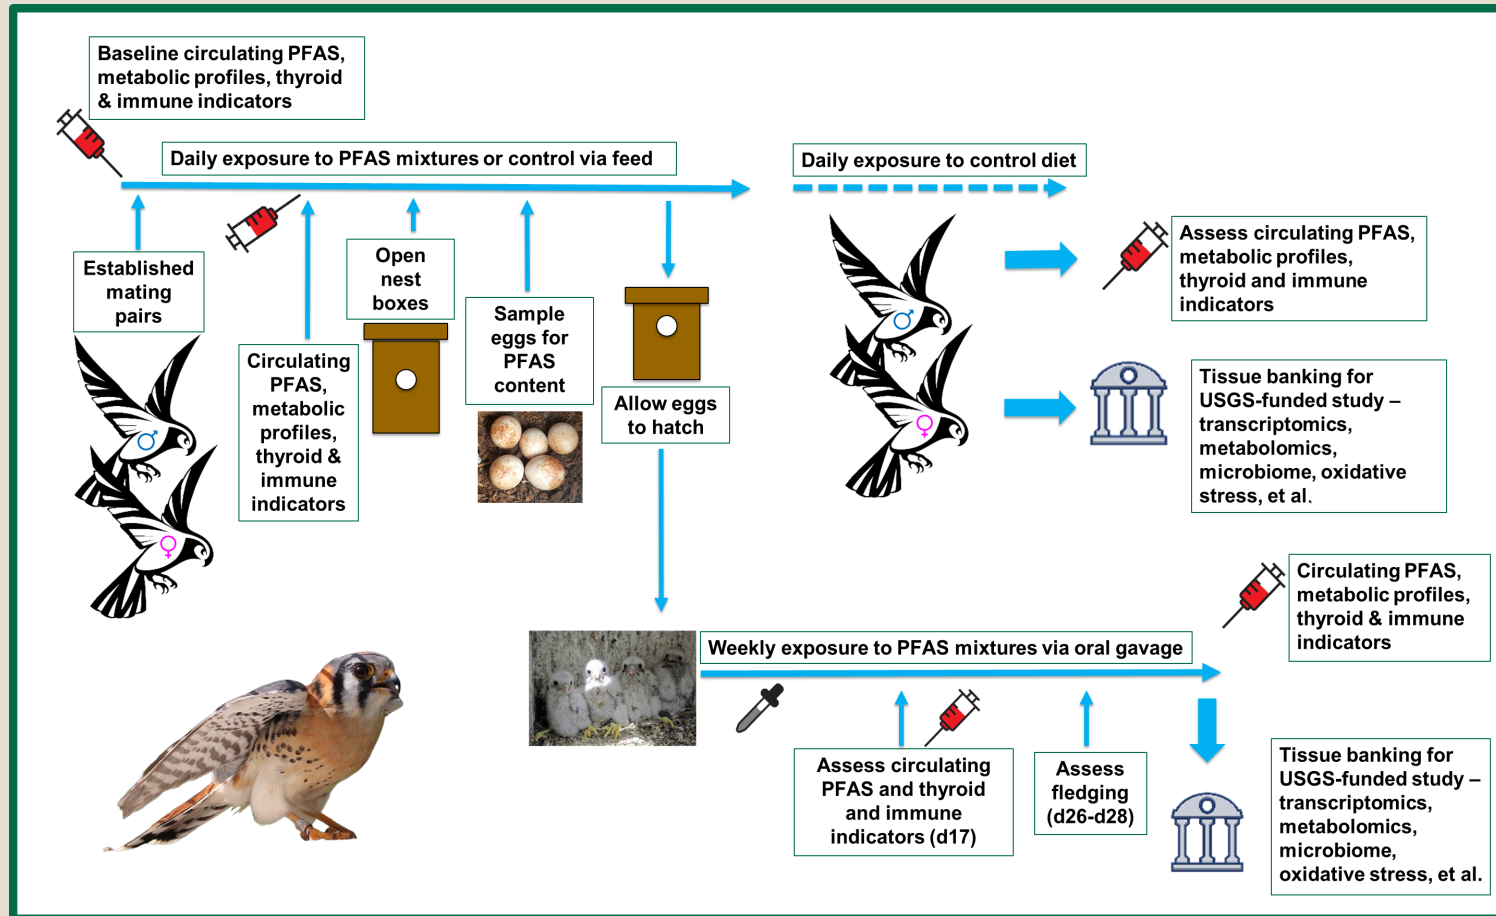 Baseline circulating PFAS,
metabolic profiles, thyroid
& immune indicators
Daily exposure to PFAS mixtures or control via feed
Daily exposure to control diet
Established
mating
pairs
Circulating
PFAS,
metabolic
profiles,
thyroid &
immune
indicators
Open
nest
boxes
Sample
eggs for
PFAS
content
Allow eggs
to hatch
♂
♀
♂
♀
Assess circulating PFAS,
metabolic profiles,
thyroid and immune
indicators
Tissue banking for
USGS-funded study –
transcriptomics,
metabolomics,
microbiome, oxidative
stress, et al.
Weekly exposure to PFAS mixtures via oral gavage
Assess circulating
PFAS and thyroid
and immune
indicators (d17)
Assess
fledging
(d26-d28)
Circulating PFAS,
metabolic profiles,
thyroid & immune
indicators
Tissue banking for
USGS-funded study –
transcriptomics,
metabolomics,
microbiome,
oxidative stress, et al.